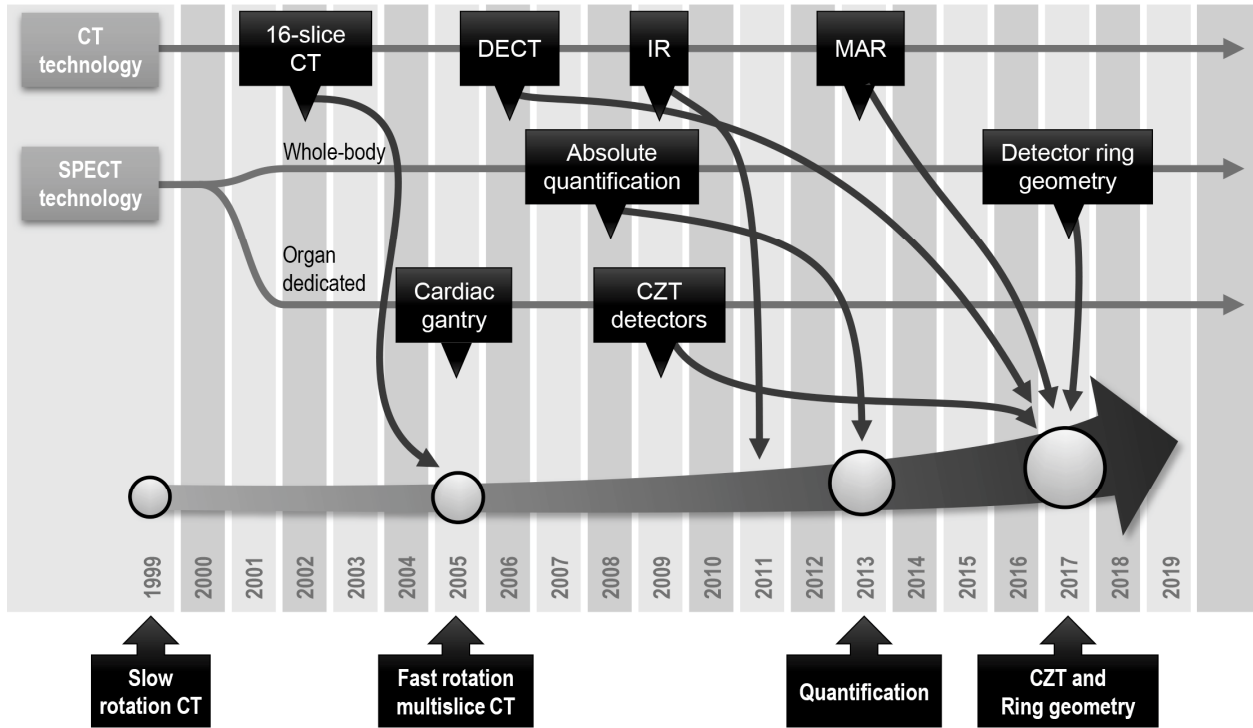 CT
technology
16-slice
CT
DECT
IR
MAR
SPECT
technology
Whole-body
Absolute
quantification
Detector ring
geometry
Organ
dedicated
Cardiac
gantry
CZT
detectors
1999
2000
2001
2002
2003
2004
2005
2006
2007
2008
2009
2010
2011
2012
2013
2014
2015
2016
2017
2018
2019
Slow
rotation CT
Fast rotation
multislice CT
Quantification
CZT and
Ring geometry